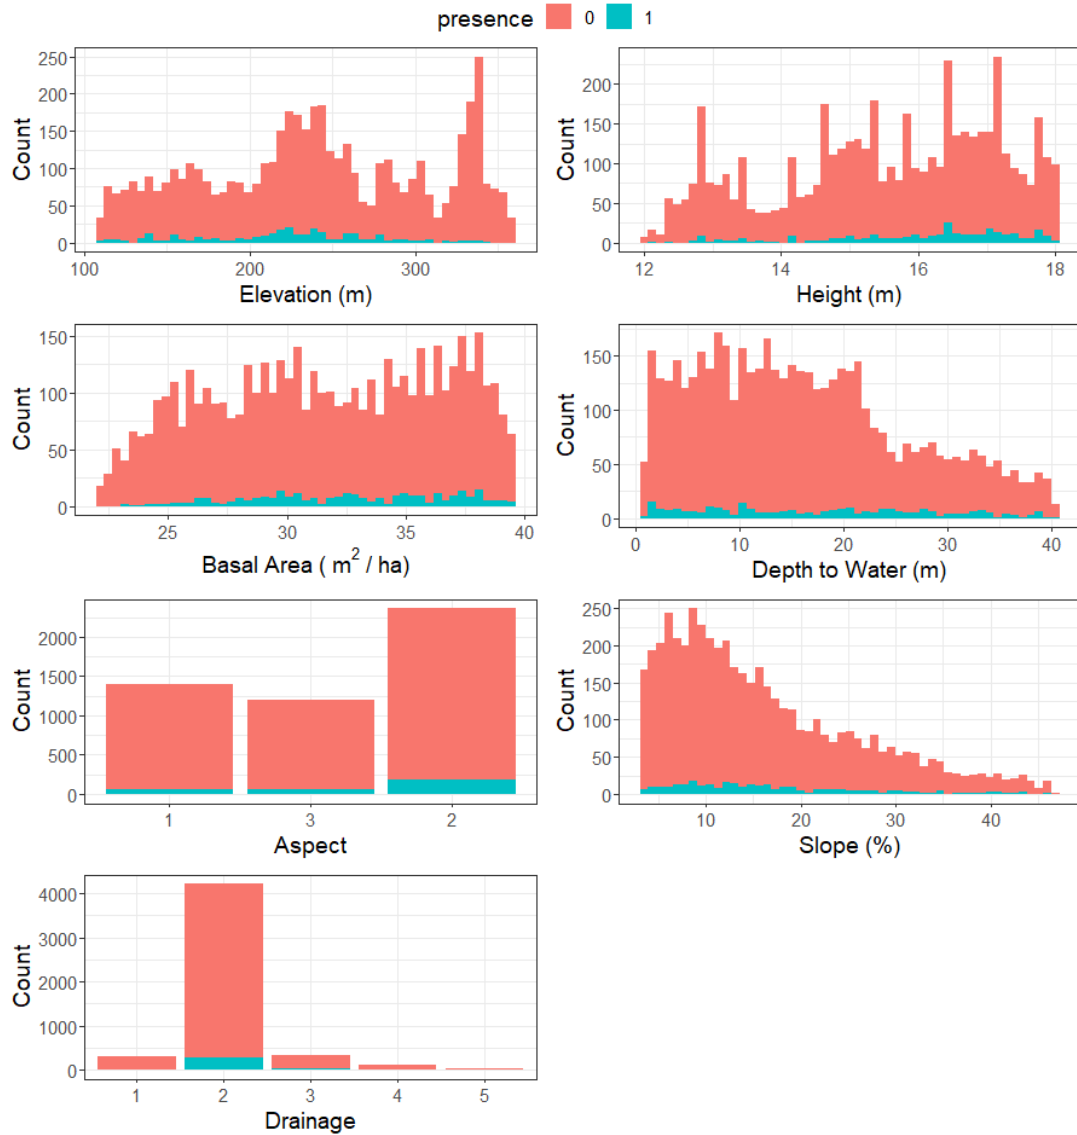 presence 0 1
250
200
150
100
50
0
Count
100 200 300
Elevation (m)
200
150
100
50
0
Count
12 14 16 18
Height (m)
150
100
50
0
Count
25 30 35 40
Basal Area ( m² / ha)
150
100
50
0
Count
0 10 20 30 40
Depth to Water (m)
2000
1500
1000
500
0
Count
1 3 2
Aspect
250
200
150
100
50
0
Count
10 20 30 40
Slope (%)
4000
3000
2000
1000
0
Count
1 2 3 4 5
Drainage